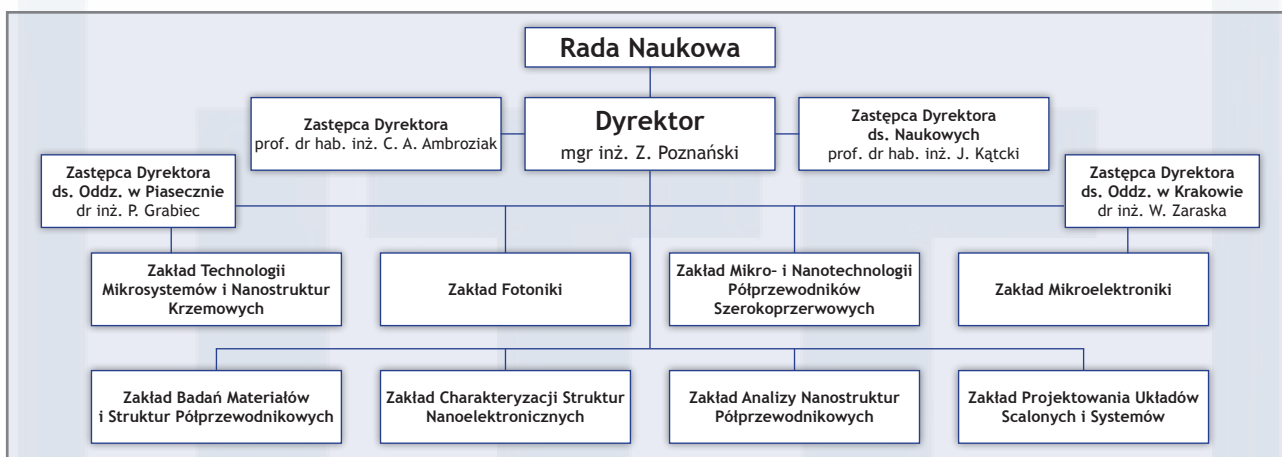 Rada Naukowa
Zastępca Dyrektora
prof. dr hab. inż. C. A. Ambroziak
Dyrektor
mgr inż. Z. Poznański
Zastępca Dyrektora
ds. Naukowych
prof. dr hab. inż. J. Kątcki
Zastępca Dyrektora
ds. Oddz. w Piasecznie
dr inż. P. Grabiec
Zastępca Dyrektora
ds. Oddz. w Krakowie
dr inż. W. Zaraska
Zakład Technologii
Mikrosystemów i Nanostruktur
Krzemowych
Zakład Fotoniki
Zakład Mikro- i Nanotechnologii
Półprzewodników
Szerokoprzerwowych
Zakład Mikroelektroniki
Zakład Badań Materiałów
i Struktur Półprzewodnikowych
Zakład Charakteryzacji Struktur
Nanoelektronicznych
Zakład Analizy Nanostruktur
Półprzewodnikowych
Zakład Projektowania Układów
Scalonych i Systemów